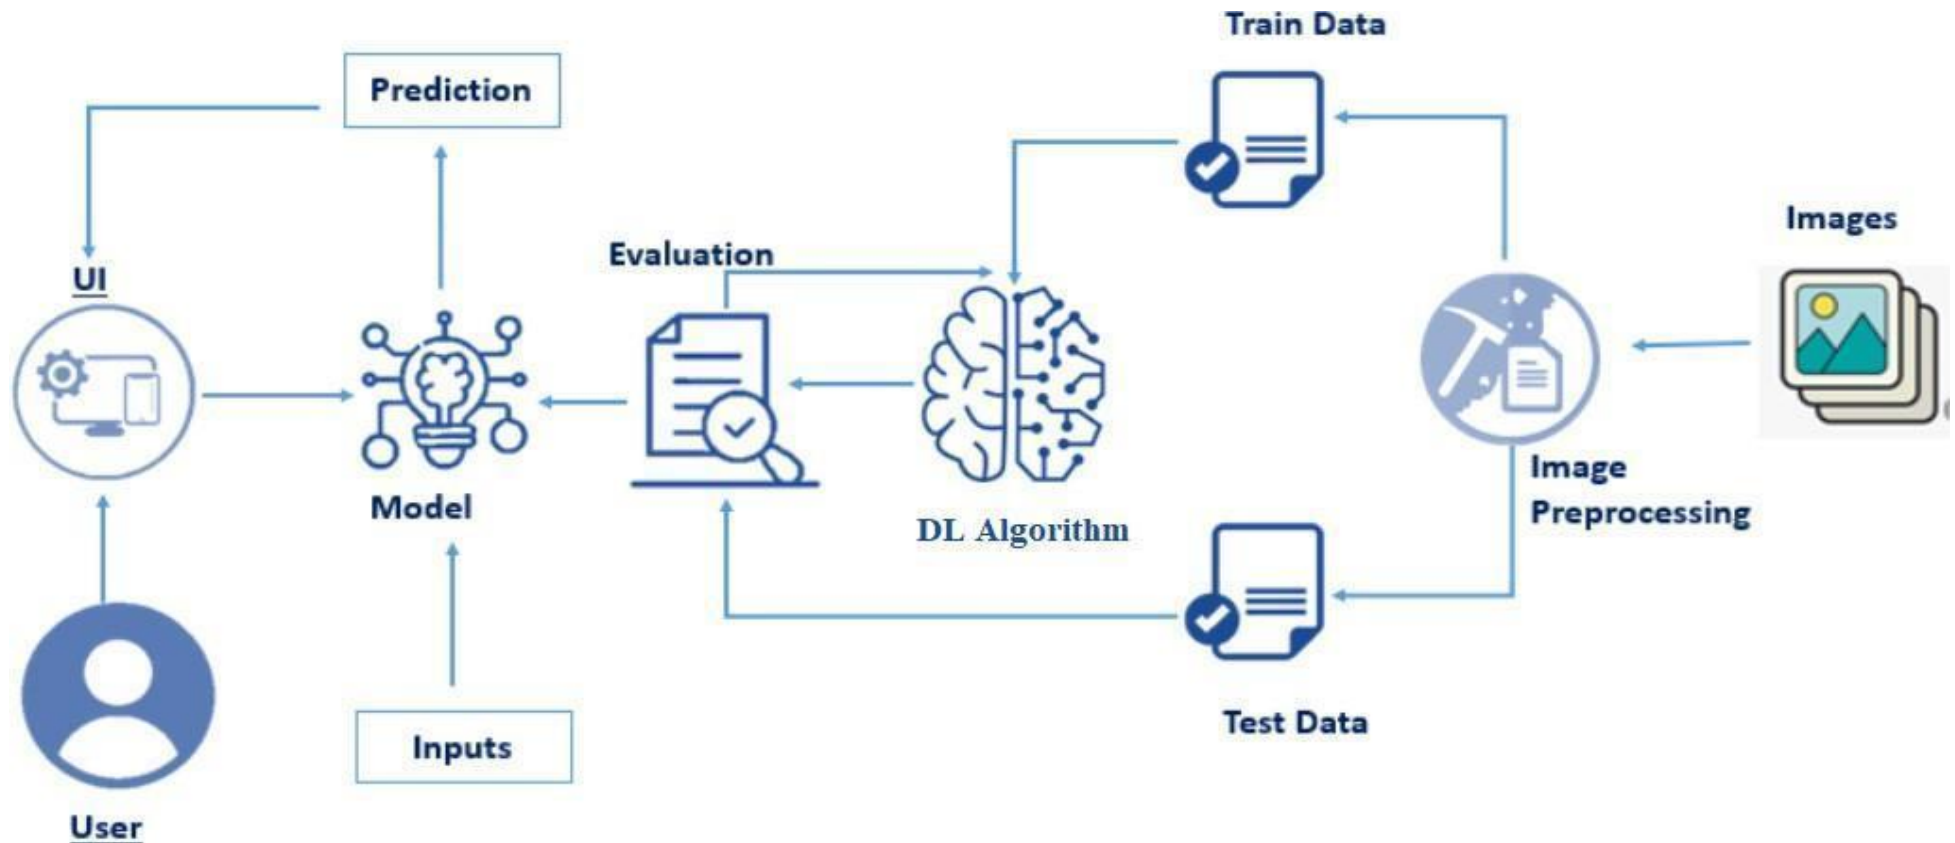 Train Data
Prediction
Images
Evaluation
UI
Image
Preprocessing
Model
DL Algorithm
Test Data
Inputs
User